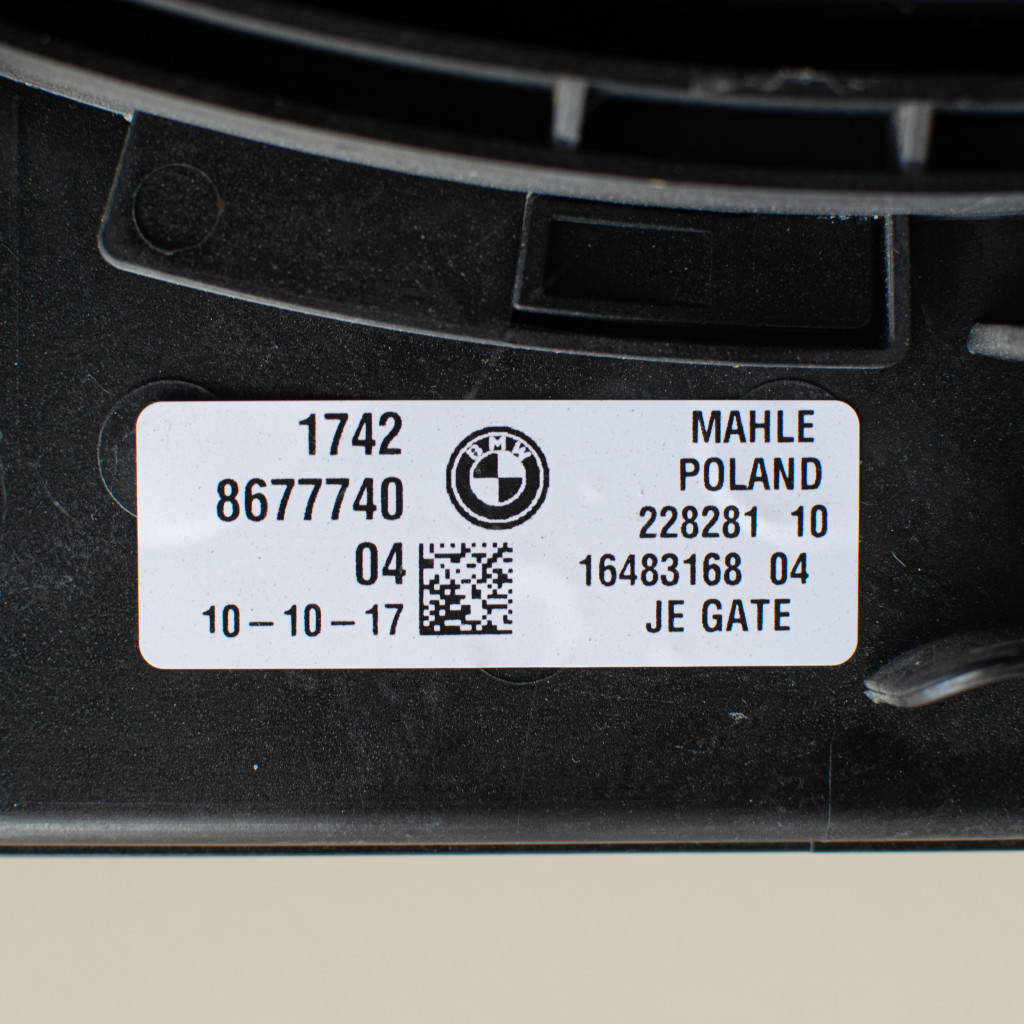 1742
8677740
04
10-10-17
BMW
MAHLE
POLAND
228281 10
16483168 04
JE GATE